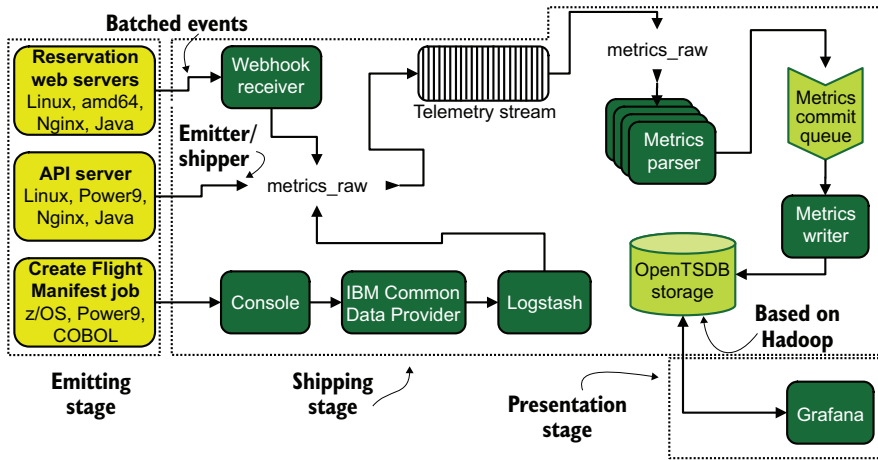 Batched events
Reservation
web servers
Linux, amd64,
Nginx, Java
Webhook
receiver
Telemetry stream
metrics_raw
Metrics
parser
Metrics
commit
queue
Emitter/
shipper
API server
Linux, Power9,
Nginx, Java
metrics_raw
Metrics
writer
OpenTSDB
storage
Create Flight
Manifest job
z/OS, Power9,
COBOL
Console
IBM Common
Data Provider
Logstash
Based on
Hadoop
Emitting
stage
Shipping
stage
Presentation
stage
Grafana